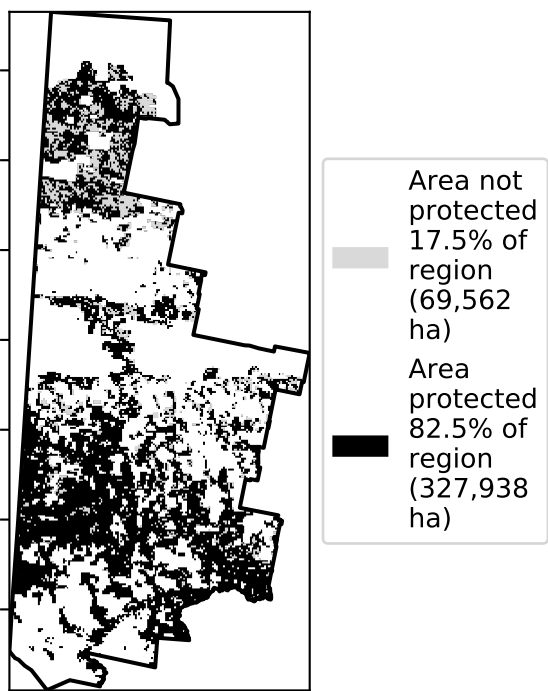 Area not
protected
17.5% of
region
(69,562
ha)
Area
protected
82.5% of
region
(327,938
ha)